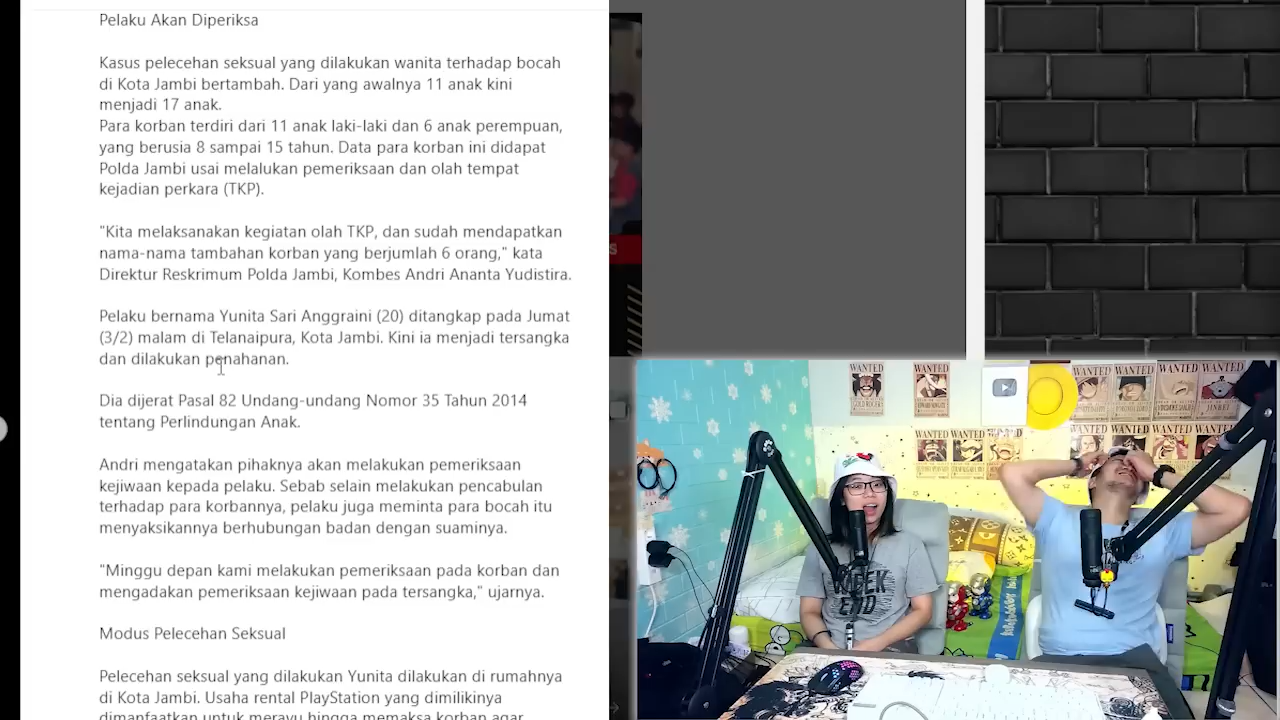 Pelaku Akan Diperiksa
Kasus pelecehan seksual yang dilakukan wanita terhadap bocah
di Kota Jambi bertambah. Dari yang awalnya 11 anak kini
menjadi 17 anak.
Para korban terdiri dari 11 anak laki-laki dan 6 anak perempuan,
yang berusia 8 sampai 15 tahun. Data para korban ini didapat
Polda Jambi usai melalukan pemeriksaan dan olah tempat
kejadian perkara (TKP).
"Kita melaksanakan kegiatan olah TKP, dan sudah mendapatkan
nama-nama tambahan korban yang berjumlah 6 orang," kata
Direktur Reskrimum Polda Jambi, Kombes Andri Ananta Yudistira.
Pelaku bernama Yunita Sari Anggraini (20) ditangkap pada Jumat
(3/2) malam di Telanaipura, Kota Jambi. Kini ia menjadi tersangka
dan dilakukan penahanan.
Dia dijerat Pasal 82 Undang-undang Nomor 35 Tahun 2014
tentang Perlindungan Anak.
Andri mengatakan pihaknya akan melakukan pemeriksaan
kejiwaan kepada pelaku. Sebab selain melakukan pencabulan
terhadap para korbannya, pelaku juga meminta para bocah itu
menyaksikannya berhubungan badan dengan suaminya.
"Minggu depan kami melakukan pemeriksaan pada korban dan
mengadakan pemeriksaan kejiwaan pada tersangka," ujarnya.
Modus Pelecehan Seksual
Pelecehan seksual yang dilakukan Yunita dilakukan di rumahnya
di Kota Jambi. Usaha rental PlayStation yang dimilikinya
dimanfaatkan untuk merayu hingga memaksa korban agar
WANTED
WANTED
WANTED
WANTED
WANTED
WANTED
WANTED
WANTED
WANTED
WEEK
END